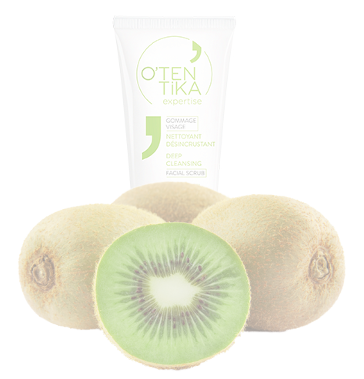 O'TEN
TIKA
expertise
GOMMAGE
VISAGE
NETTOYANT
DÉSINCRUSTANT
DEEP
CLEANSING
FACIAL SCRUB